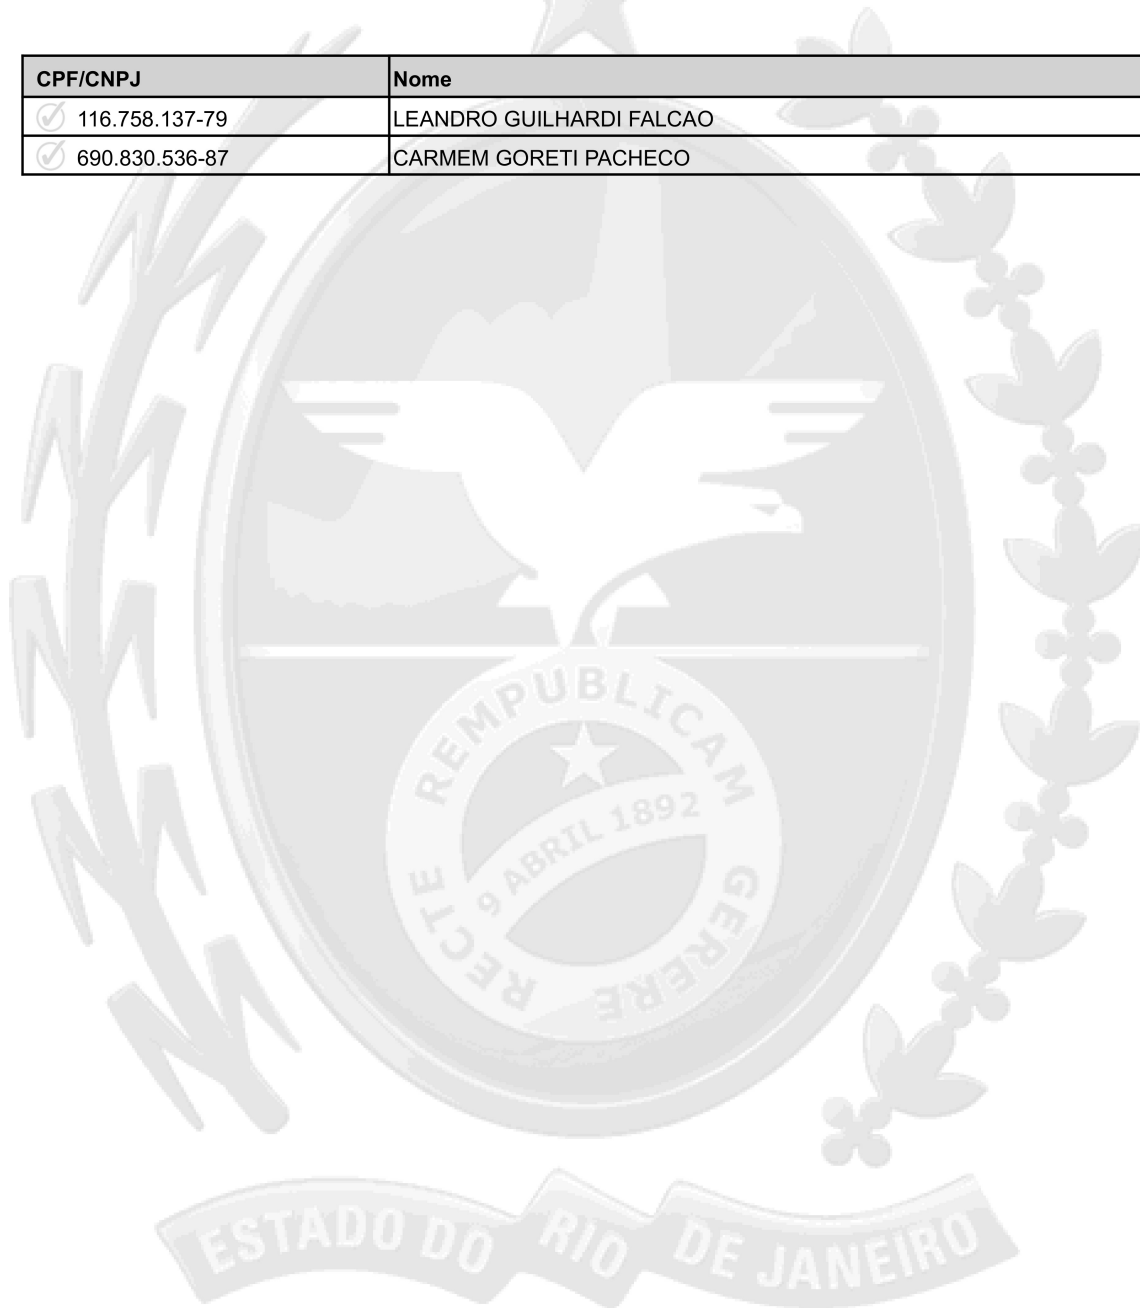 CPF/CNPJ Nome
116.758.137-79 LEANDRO GUILHARDI FALCAO
690.830.536-87 CARMEM GORETI PACHECO
RECTE REMPUBLICAM GERERE
9 ABRIL 1892
ESTADO DO RIO DE JANEIRO